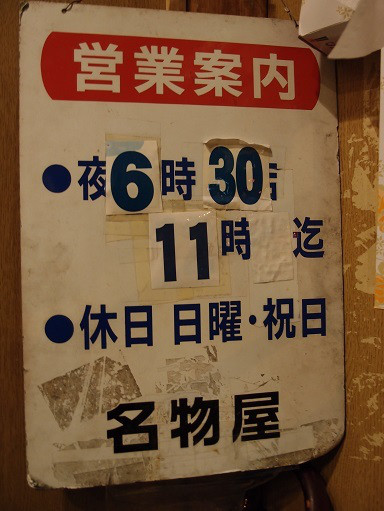 営業案内
●夜6時30
11時 迄
●休日 日曜・祝日
名物屋